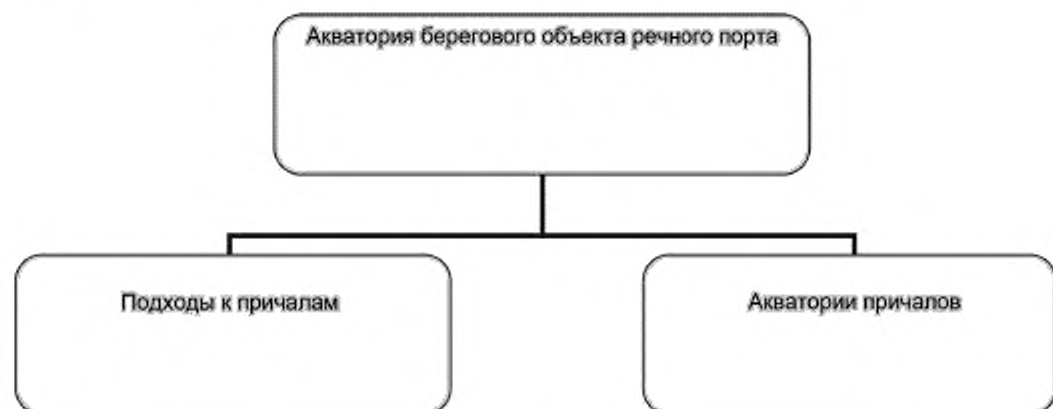 Акватория берегового объекта речного порта
Подходы к причалам
Акватории причалов